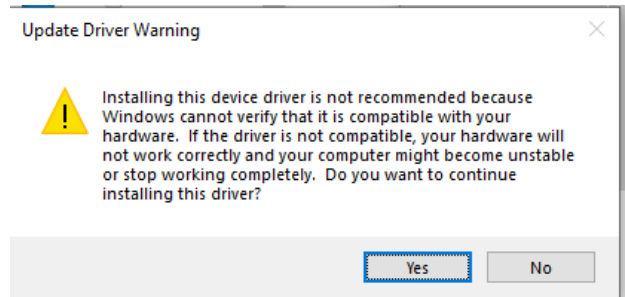 Update Driver Warning
Installing this device driver is not recommended because
Windows cannot verify that it is compatible with your
hardware.  If the driver is not compatible, your hardware will
not work correctly and your computer might become unstable
or stop working completely.  Do you want to continue
installing this driver?
Yes No